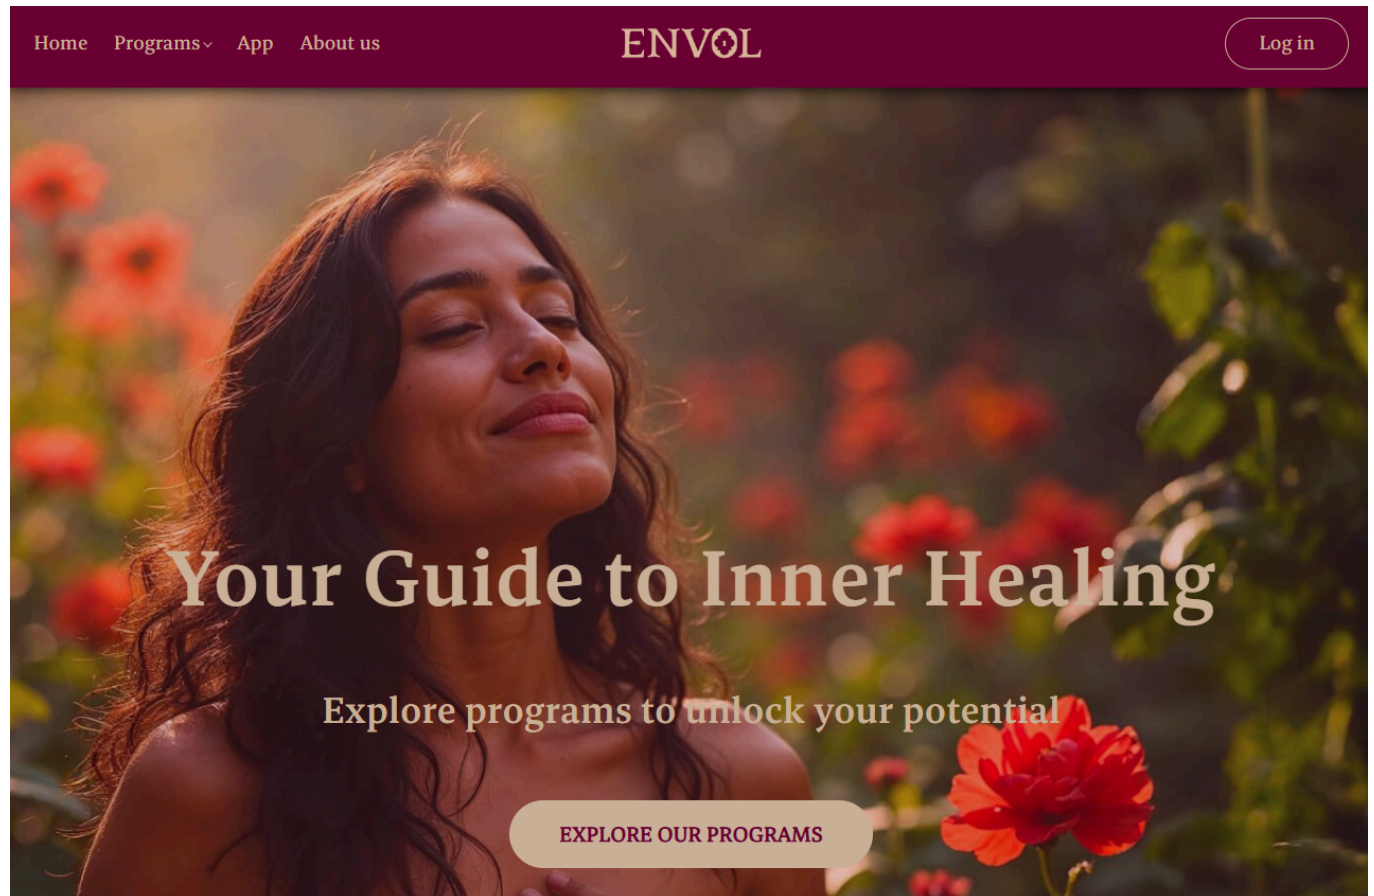 Home Programs App About us ENVOL Log in
Your Guide to Inner Healing
Explore programs to unlock your potential
EXPLORE OUR PROGRAMS